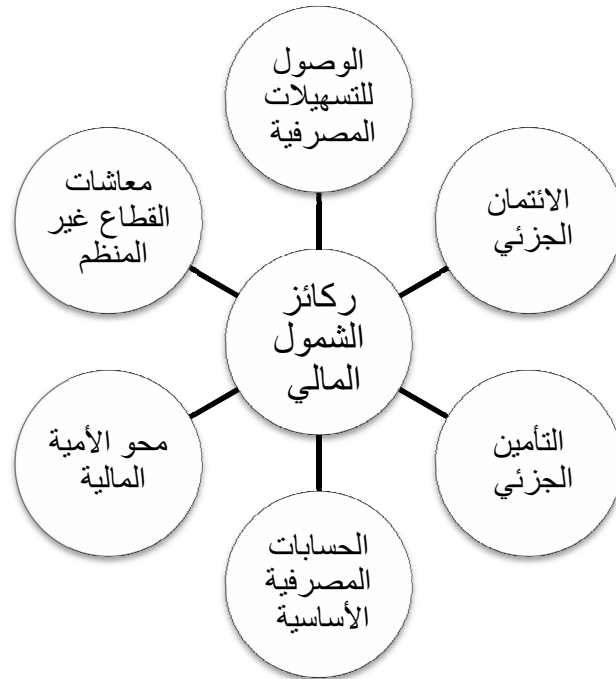 الوصول
للتسهيلات
المصرفية
الائتمان
الجزئي
التأمين
الجزئي
الحسابات
المصرفية
الأساسية
محو الأمية
المالية
معاشات
القطاع غير
المنظم
ركائز
الشمول
المالي